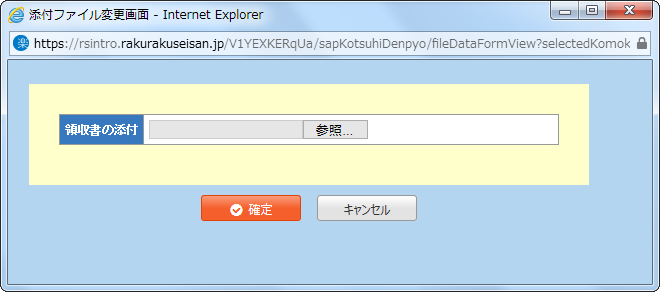 添付ファイル変更画面 - Internet Explorer
楽 https://rsintro.rakurakuseisan.jp/V1YEXKERqUa/sapKotsuhiDenpyo/fileDataFormView?selectedKomok
領収書の添付 参照...
確定 キャンセル